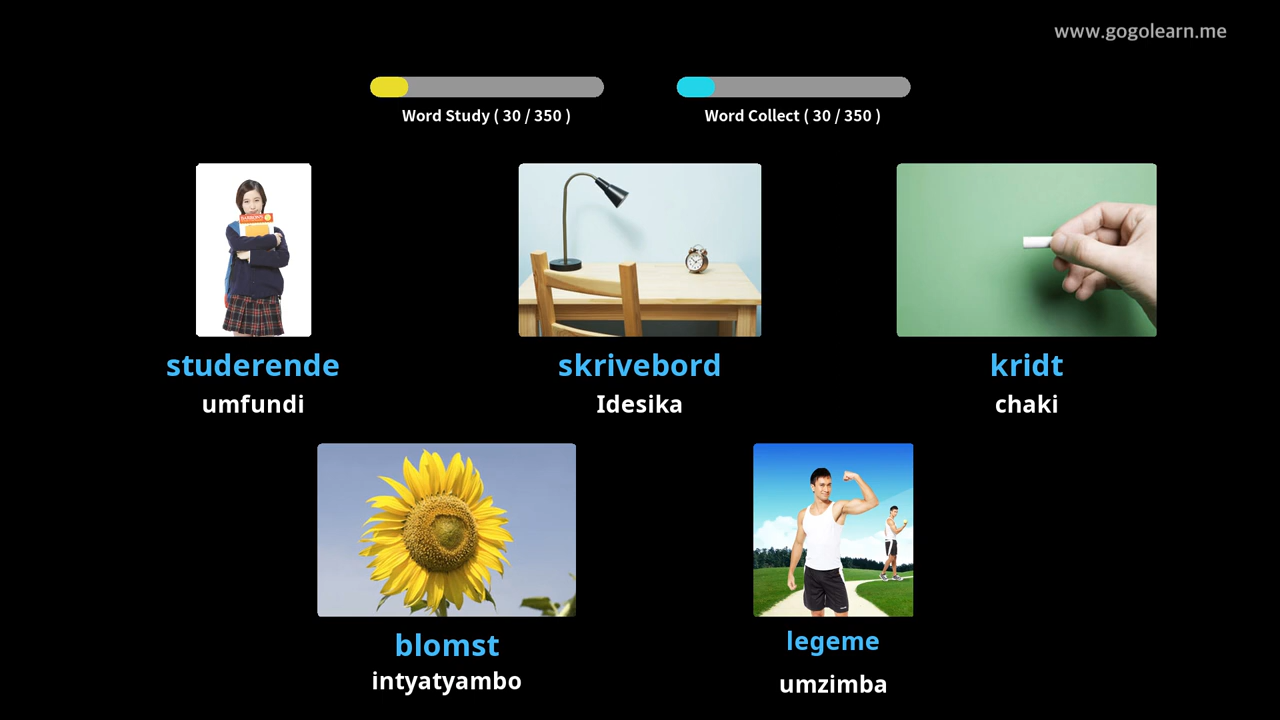 www.gogolearn.me
Word Study ( 30 / 350 )
Word Collect ( 30 / 350 )
BARRON'S
studerende
skrivebord
kridt
umfundi
Idesika
chaki
blomst
legeme
intyatyambo
umzimba